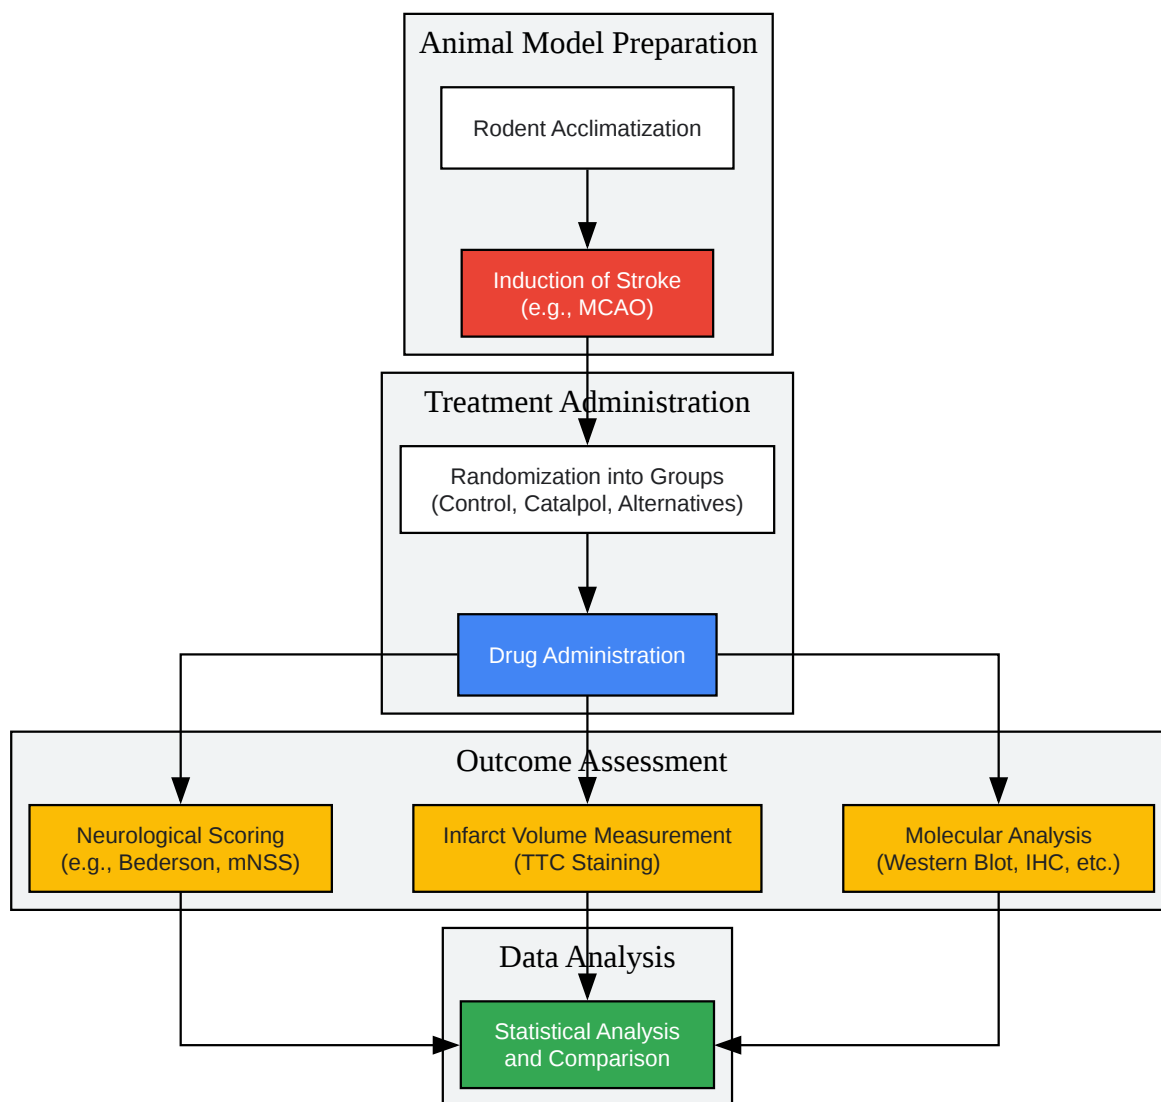 Animal Model Preparation
Rodent Acclimatization
Induction of Stroke
(e.g., MCAO)
Treatment Administration
Randomization into Groups
(Control, Catalpol, Alternatives)
Drug Administration
Outcome Assessment
Neurological Scoring
(e.g., Bederson, mNSS)
Infarct Volume Measurement
(TTC Staining)
Molecular Analysis
(Western Blot, IHC, etc.)
Data Analysis
Statistical Analysis
and Comparison